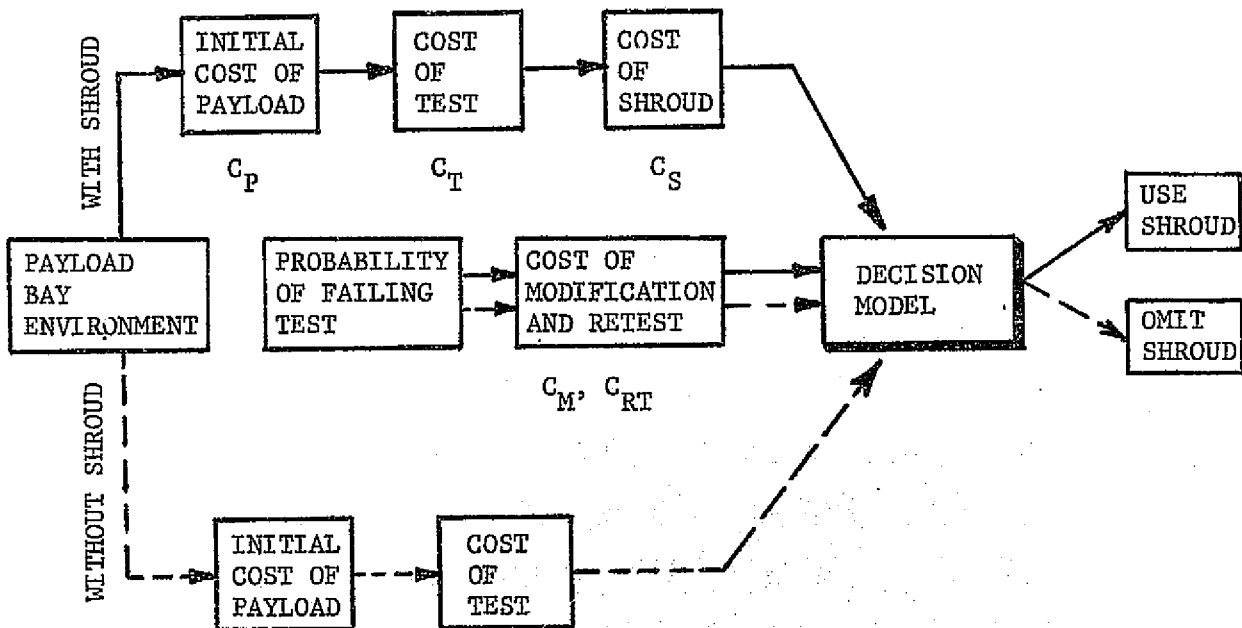 WITH SHROUD
INITIAL
COST OF
PAYLOAD
C_P
COST
OF
TEST
C_T
COST
OF
SHROUD
C_S
PAYLOAD
BAY
ENVIRONMENT
PROBABILITY
OF FAILING
TEST
COST OF
MODIFICATION
AND RETEST
C_M, C_RT
DECISION
MODEL
USE
SHROUD
OMIT
SHROUD
WITHOUT SHROUD
INITIAL
COST OF
PAYLOAD
COST
OF
TEST